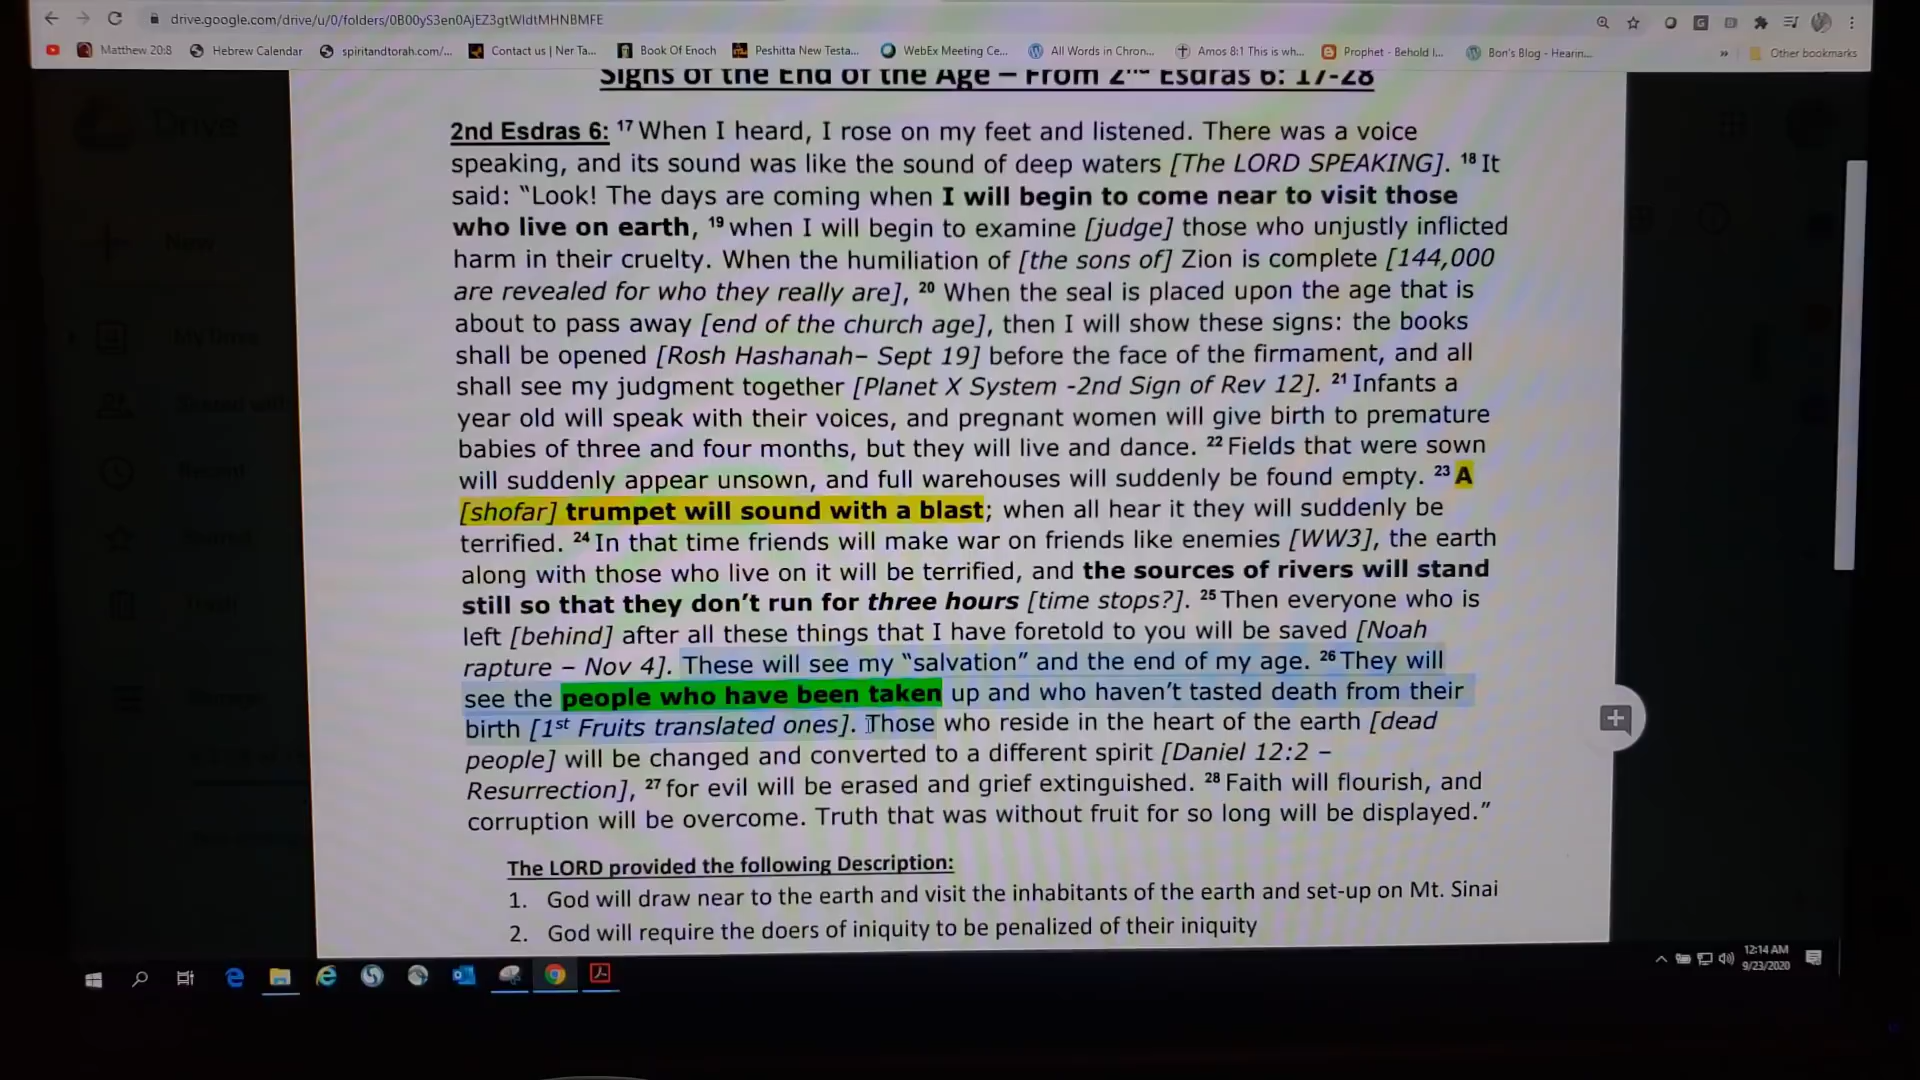 drive.google.com/drive/u/0/folders/0B00yS3en0AjEZ3gtWldtMHNBMFE
Matthew 20:8 Hebrew Calendar spiritandtorah.com/... Contact us | Ner Ta... Book Of Enoch Peshitta New Testa... WebEx Meeting Ce... All Words in Chron... Amos 8:1 This is wh... Prophet - Behold I... Bon's Blog - Hearin... » Other bookmarks
Signs of the End of the Age – From 2nd Esdras 6: 17-28
Drive
2nd Esdras 6: 17 When I heard, I rose on my feet and listened. There was a voice
speaking, and its sound was like the sound of deep waters [The LORD SPEAKING]. 18 It
said: “Look! The days are coming when I will begin to come near to visit those
who live on earth, 19 when I will begin to examine [judge] those who unjustly inflicted
New
harm in their cruelty. When the humiliation of [the sons of] Zion is complete [144,000
are revealed for who they really are], 20 When the seal is placed upon the age that is
about to pass away [end of the church age], then I will show these signs: the books
My Drive
shall be opened [Rosh Hashanah– Sept 19] before the face of the firmament, and all
shall see my judgment together [Planet X System -2nd Sign of Rev 12]. 21 Infants a
Shared with
year old will speak with their voices, and pregnant women will give birth to premature
babies of three and four months, but they will live and dance. 22 Fields that were sown
Recent
will suddenly appear unsown, and full warehouses will suddenly be found empty. 23 A
[shofar] trumpet will sound with a blast; when all hear it they will suddenly be
Starred
terrified. 24 In that time friends will make war on friends like enemies [WW3], the earth
along with those who live on it will be terrified, and the sources of rivers will stand
Trash
still so that they don’t run for three hours [time stops?]. 25 Then everyone who is
left [behind] after all these things that I have foretold to you will be saved [Noah
rapture – Nov 4]. These will see my “salvation” and the end of my age. 26 They will
see the people who have been taken up and who haven’t tasted death from their
birth [1st Fruits translated ones]. Those who reside in the heart of the earth [dead
people] will be changed and converted to a different spirit [Daniel 12:2 –
Resurrection], 27 for evil will be erased and grief extinguished. 28 Faith will flourish, and
corruption will be overcome. Truth that was without fruit for so long will be displayed.”
The LORD provided the following Description:
1. God will draw near to the earth and visit the inhabitants of the earth and set-up on Mt. Sinai
2. God will require the doers of iniquity to be penalized of their iniquity
12:14 AM
9/23/2020